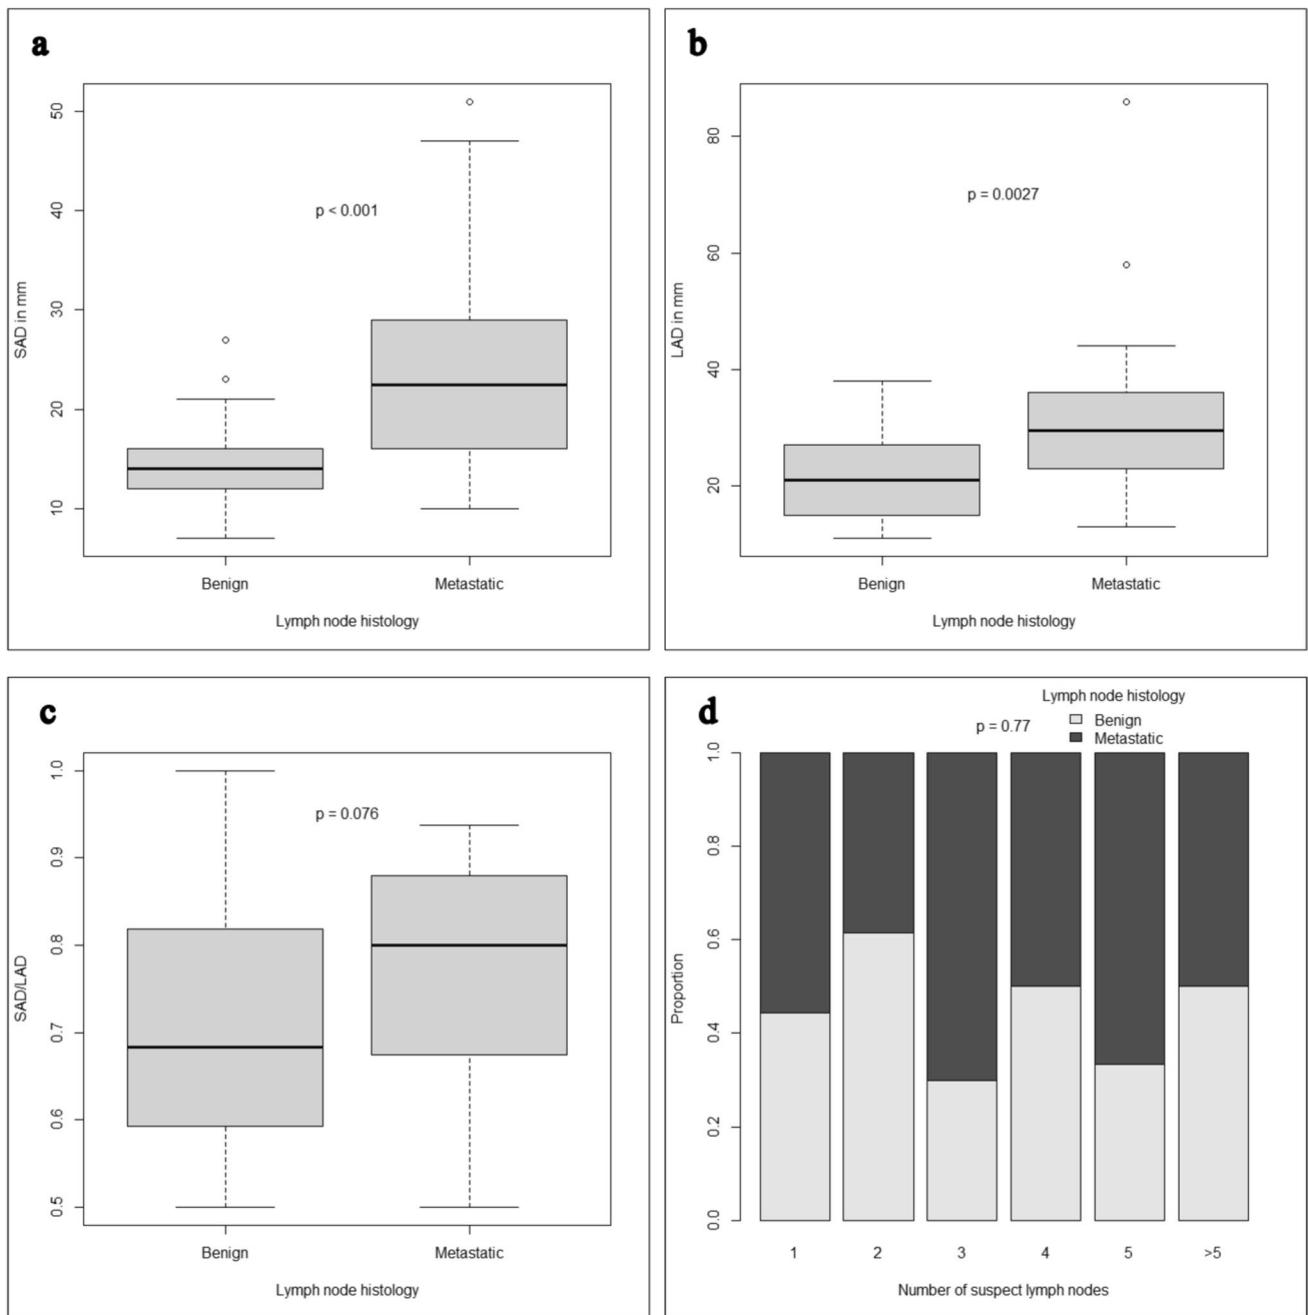 a
50
40
30
20
10
SAD in mm
p < 0.001
Benign
Metastatic
Lymph node histology
b
80
60
40
20
LAD in mm
p = 0.0027
Benign
Metastatic
Lymph node histology
c
1.0
0.9
0.8
0.7
0.6
0.5
SAD/LAD
p = 0.076
Benign
Metastatic
Lymph node histology
d
Lymph node histology
p = 0.77
Benign
Metastatic
1.0
0.8
0.6
0.4
0.2
0.0
Proportion
1 2 3 4 5 >5
Number of suspect lymph nodes